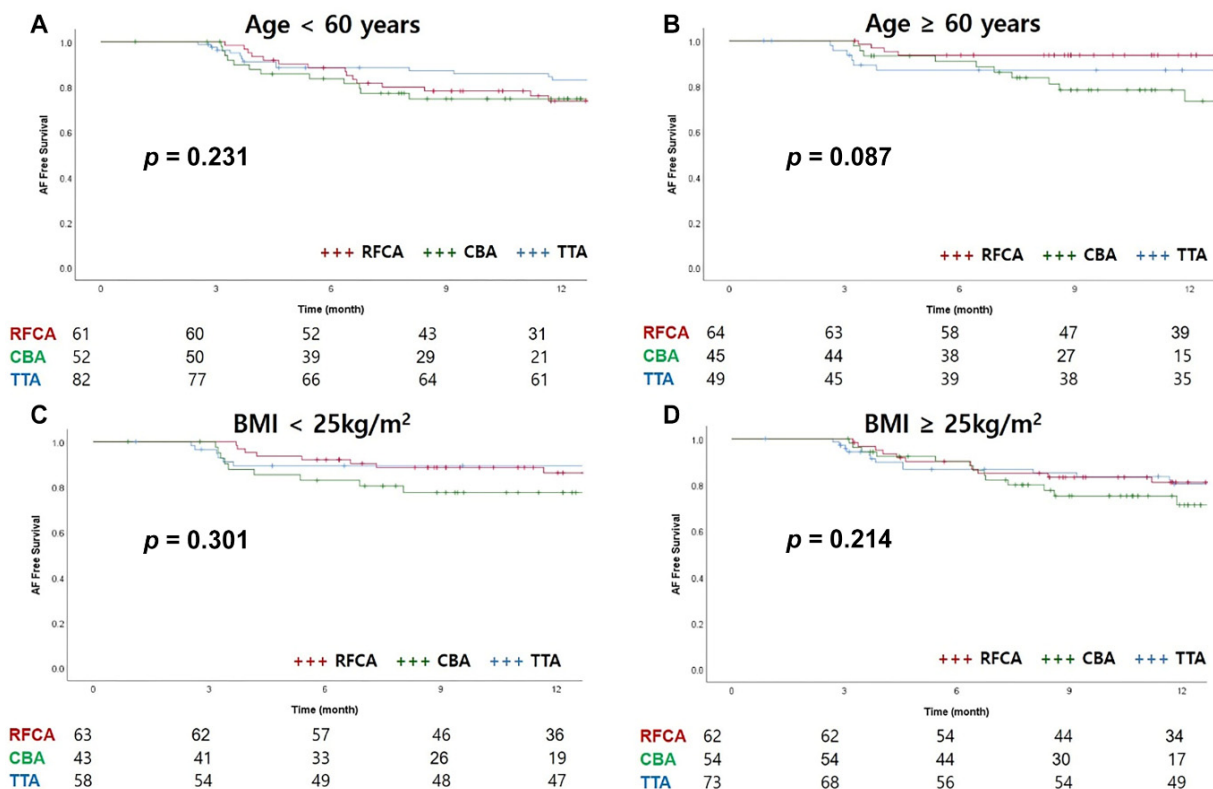 A
Age < 60 years
1.0
0.8
0.6
0.4
0.2
0.0
AF Free Survival
p = 0.231
+++ RFCA +++ CBA +++ TTA
0 3 6 9 12
Time (month)
RFCA 61 60 52 43 31
CBA 52 50 39 29 21
TTA 82 77 66 64 61
B
Age ≥ 60 years
1.0
0.8
0.6
0.4
0.2
0.0
AF Free Survival
p = 0.087
+++ RFCA +++ CBA +++ TTA
0 3 6 9 12
Time (month)
RFCA 64 63 58 47 39
CBA 45 44 38 27 15
TTA 49 45 39 38 35
C
BMI < 25kg/m²
1.0
0.8
0.6
0.4
0.2
0.0
AF Free Survival
p = 0.301
+++ RFCA +++ CBA +++ TTA
0 3 6 9 12
Time (month)
RFCA 63 62 57 46 36
CBA 43 41 33 26 19
TTA 58 54 49 48 47
D
BMI ≥ 25kg/m²
1.0
0.8
0.6
0.4
0.2
0.0
AF Free Survival
p = 0.214
+++ RFCA +++ CBA +++ TTA
0 3 6 9 12
Time (month)
RFCA 62 62 54 44 34
CBA 54 54 44 30 17
TTA 73 68 56 54 49